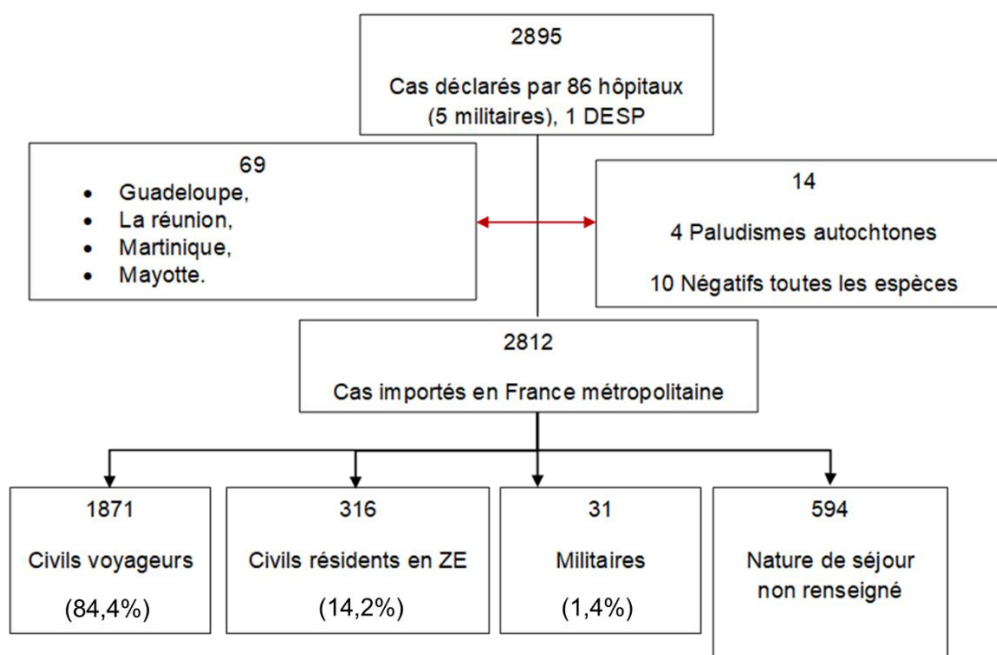 2895
Cas déclarés par 86 hôpitaux
(5 militaires), 1 DESP
69
• Guadeloupe,
• La réunion,
• Martinique,
• Mayotte.
14
4 Paludismes autochtones
10 Négatifs toutes les espèces
2812
Cas importés en France métropolitaine
1871
Civils voyageurs
(84,4%)
316
Civils résidents en ZE
(14,2%)
31
Militaires
(1,4%)
594
Nature de séjour
non renseigné